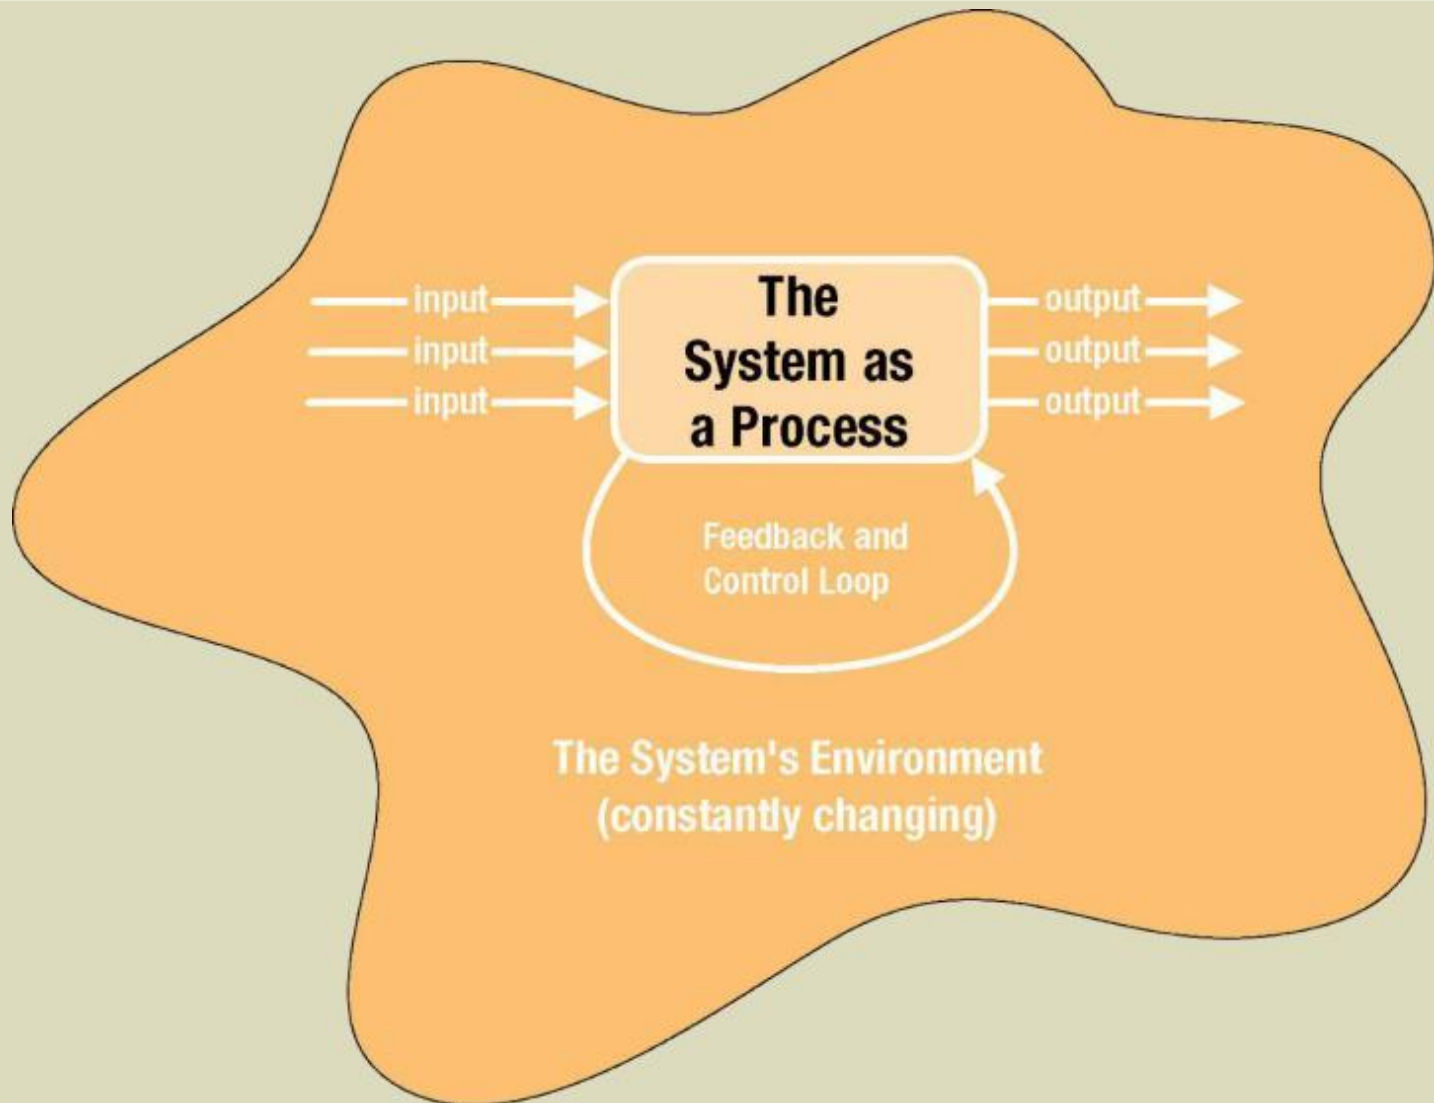 The
System as
a Process
input
input
input
output
output
output
Feedback and
Control Loop
The System's Environment
(constantly changing)